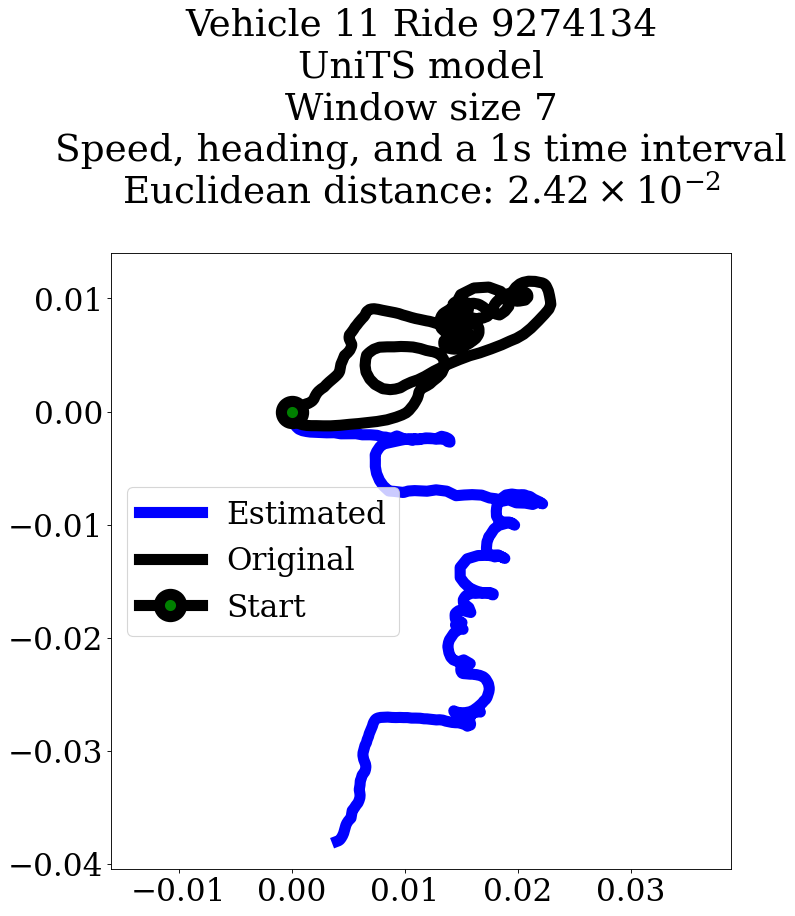 Vehicle 11 Ride 9274134
UniTS model
Window size 7
Speed, heading, and a 1s time interval
Euclidean distance: 2.42 × 10⁻²
0.01
0.00
−0.01
−0.02
−0.03
−0.04
Estimated
Original
Start
−0.01 0.00 0.01 0.02 0.03